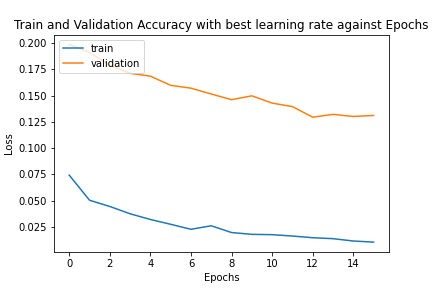 Train and Validation Accuracy with best learning rate against Epochs
0.200
train
validation
0.175
0.150
0.125
0.100
0.075
0.050
0.025
Loss
0 2 4 6 8 10 12 14
Epochs